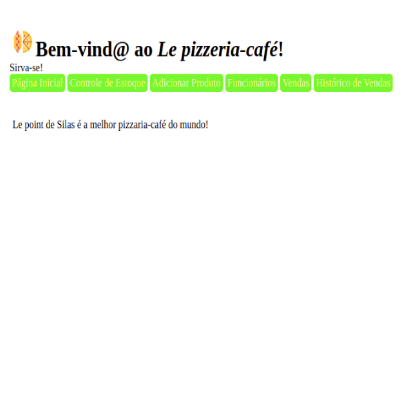 Bem-vind@ ao Le pizzeria-café!
Sirva-se!
Página Inicial Controle de Estoque Adicionar Produto Funcionários Vendas Histórico de Vendas
Le point de Silas é a melhor pizzaria-café do mundo!